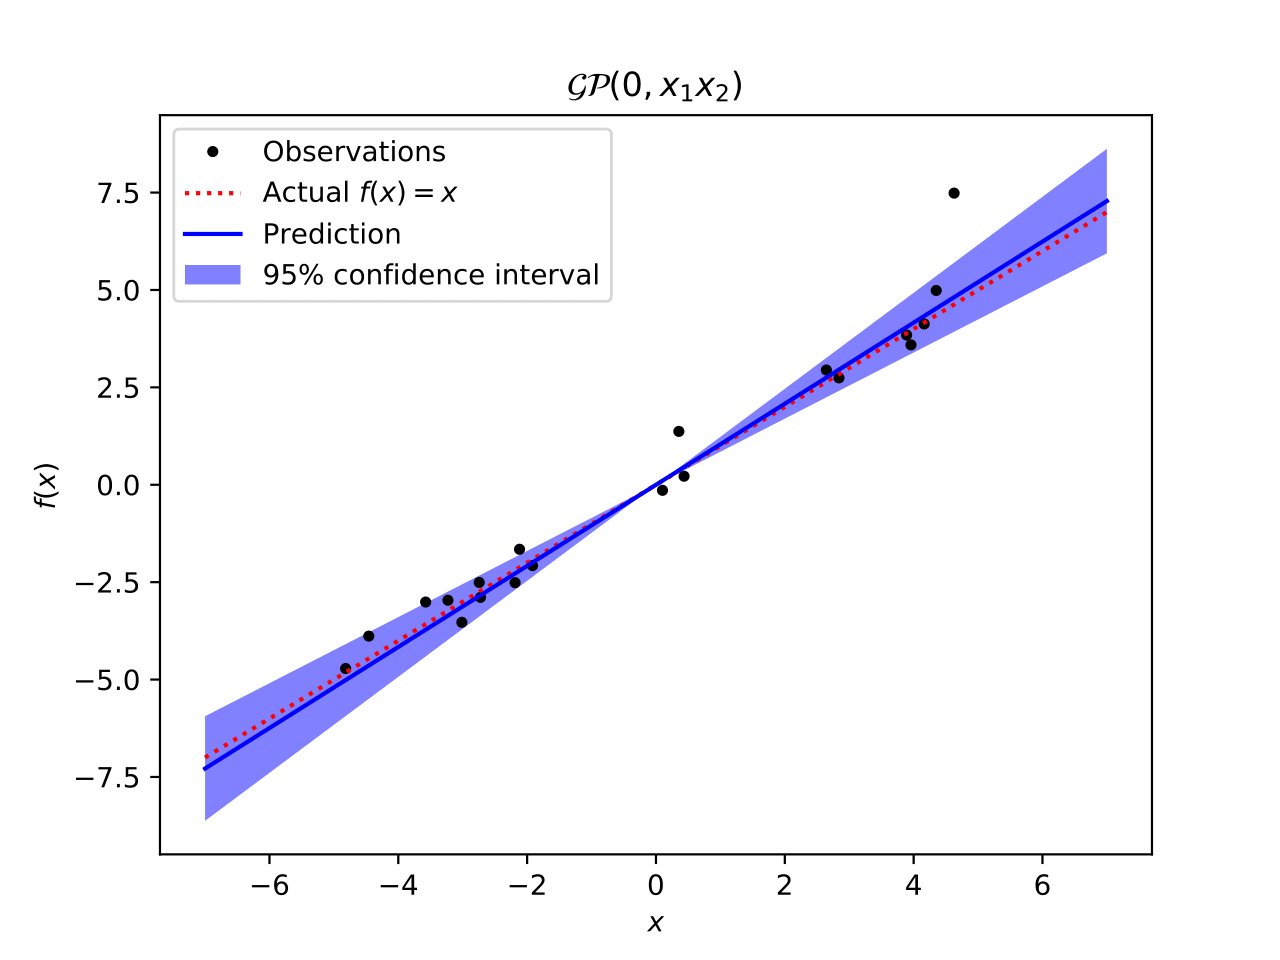 𝒢𝒫(0, x₁x₂)
Observations
Actual f(x) = x
Prediction
95% confidence interval
7.5
5.0
2.5
0.0
−2.5
−5.0
−7.5
f(x)
−6 −4 −2 0 2 4 6
x